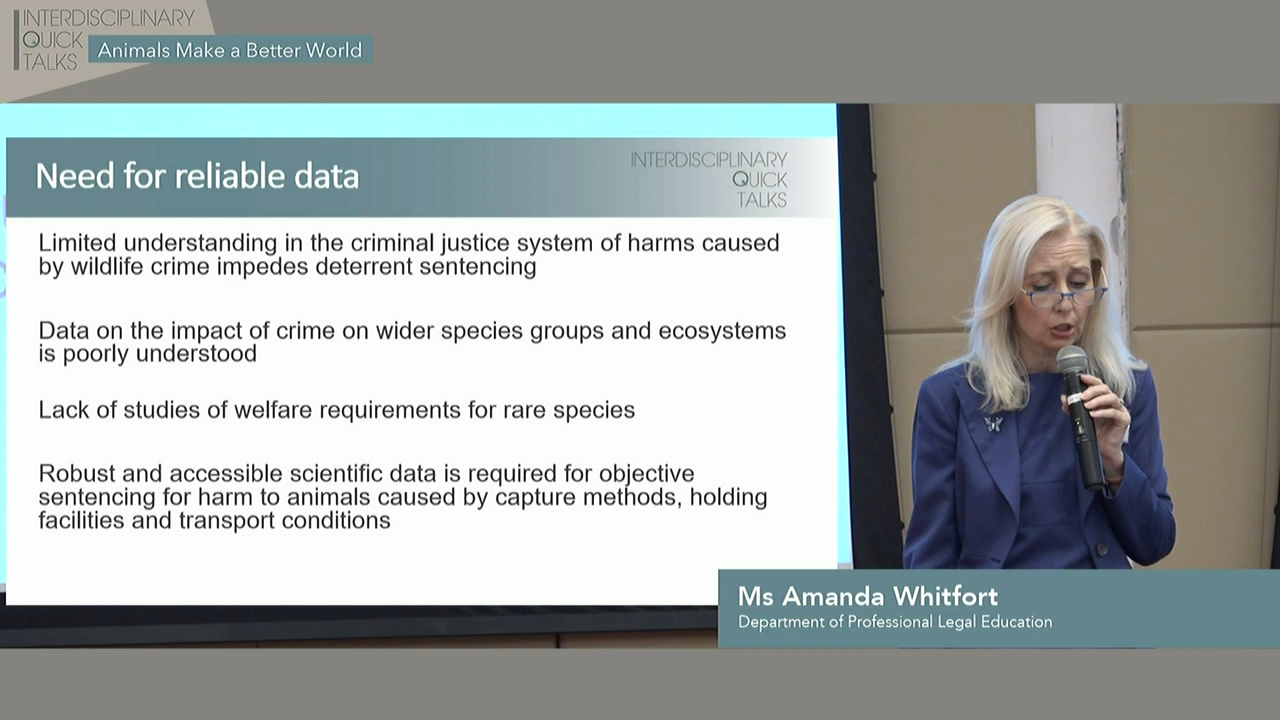 INTERDISCIPLINARY
QUICK
TALKS
Animals Make a Better World
Need for reliable data
INTERDISCIPLINARY
QUICK
TALKS
Limited understanding in the criminal justice system of harms caused
by wildlife crime impedes deterrent sentencing
Data on the impact of crime on wider species groups and ecosystems
is poorly understood
Lack of studies of welfare requirements for rare species
Robust and accessible scientific data is required for objective
sentencing for harm to animals caused by capture methods, holding
facilities and transport conditions
Ms Amanda Whitfort
Department of Professional Legal Education